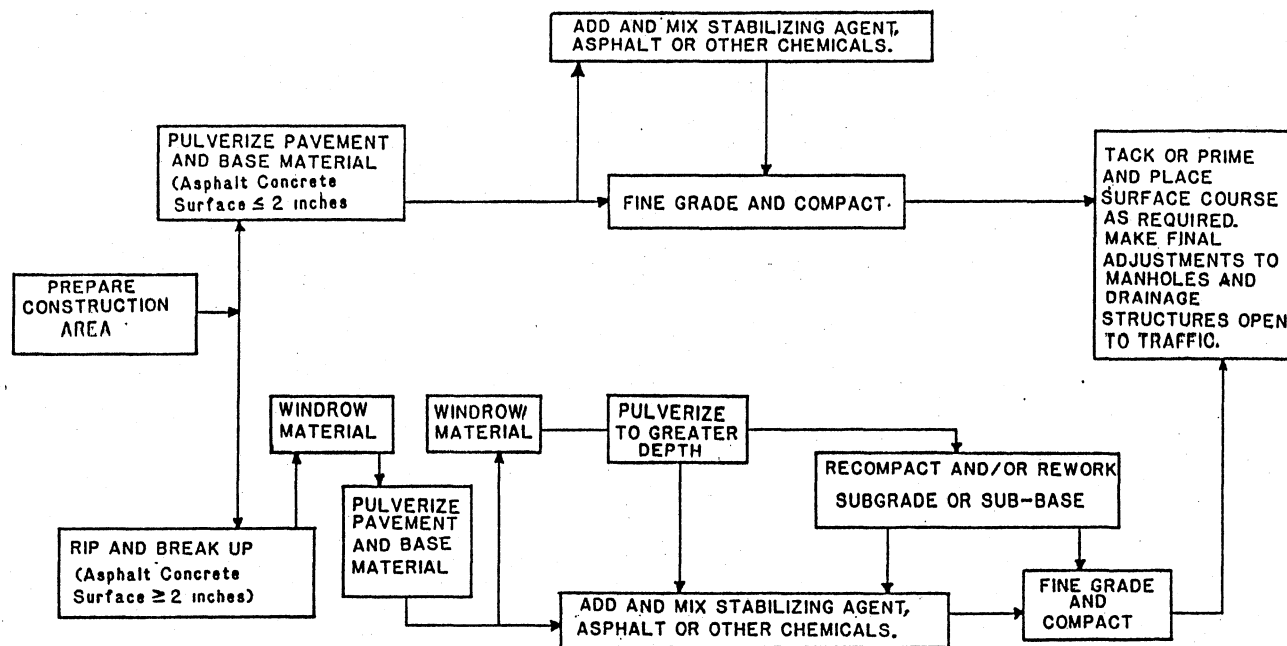 ADD AND MIX STABILIZING AGENT,
ASPHALT OR OTHER CHEMICALS.
PULVERIZE PAVEMENT
AND BASE MATERIAL
(Asphalt Concrete
Surface ≤ 2 inches
FINE GRADE AND COMPACT.
TACK OR PRIME
AND PLACE
SURFACE COURSE
AS REQUIRED.
MAKE FINAL
ADJUSTMENTS TO
MANHOLES AND
DRAINAGE
STRUCTURES OPEN
TO TRAFFIC.
PREPARE
CONSTRUCTION
AREA
WINDROW
MATERIAL
WINDROW/
MATERIAL
PULVERIZE
TO GREATER
DEPTH
RECOMPACT AND/OR REWORK
SUBGRADE OR SUB-BASE
PULVERIZE
PAVEMENT
AND BASE
MATERIAL
RIP AND BREAK UP
(Asphalt Concrete
Surface ≥ 2 inches)
ADD AND MIX STABILIZING AGENT,
ASPHALT OR OTHER CHEMICALS.
FINE GRADE
AND
COMPACT